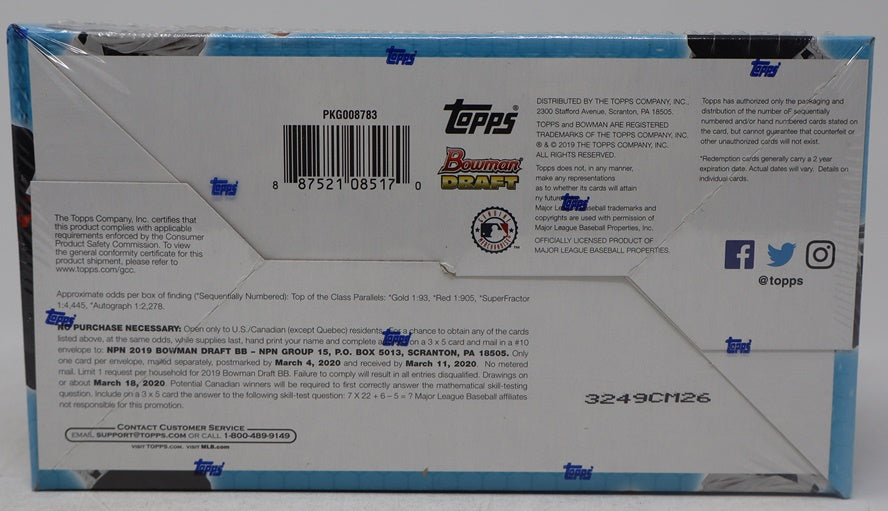 PKG008783
8 87521 08517 0
Topps®
Bowman
DRAFT
GENUINE MERCHANDISE
TM
DISTRIBUTED BY THE TOPPS COMPANY, INC.,
2300 Stafford Avenue, Scranton, PA 18505.
TOPPS and BOWMAN ARE REGISTERED
TRADEMARKS OF THE TOPPS COMPANY, INC.
® & © 2019 THE TOPPS COMPANY, INC.
ALL RIGHTS RESERVED.
Topps does not, in any manner,
make any representations
as to whether its cards will attain
any future
Major League Baseball trademarks and
copyrights are used with permission of
Major League Baseball Properties, Inc.
OFFICIALLY LICENSED PRODUCT OF
MAJOR LEAGUE BASEBALL PROPERTIES.
Topps has authorized only the packaging and
distribution of the number of sequentially
numbered and/or hand numbered cards stated on
the card, but cannot guarantee that counterfeit or
other unauthorized cards will not exist.
*Redemption cards generally carry a 2 year
expiration date. Actual dates will vary. Details on
individual cards.
@topps
The Topps Company, Inc. certifies that
this product complies with applicable
requirements enforced by the Consumer
Product Safety Commission. To view
the general conformity certificate for this
product shipment, please refer to
www.topps.com/gcc.
Approximate odds per box of finding (*Sequentially Numbered): Top of the Class Parallels: *Gold 1:93, *Red 1:905, *SuperFractor
1:4,445, *Autograph 1:2,278.
NO PURCHASE NECESSARY: Open only to U.S./Canadian (except Quebec) residents. For a chance to obtain any of the cards
listed above, at the same odds, while supplies last, hand print your name and complete on a 3 x 5 card and mail in a #10
envelope to: NPN 2019 BOWMAN DRAFT BB – NPN GROUP 15, P.O. BOX 5013, SCRANTON, PA 18505. Only
one card per envelope, mailed separately, postmarked by March 4, 2020 and received by March 11, 2020. No metered
mail. Limit 1 request per household for 2019 Bowman Draft BB. Failure to comply will result in all entries disqualified. Drawings on
or about March 18, 2020. Potential Canadian winners will be required to first correctly answer the mathematical skill-testing
question. Include on a 3 x 5 card the answer to the following skill-test question: 7 X 22 + 6 – 5 = ? Major League Baseball affiliates
not responsible for this promotion.
3249CM26
CONTACT CUSTOMER SERVICE
EMAIL SUPPORT@TOPPS.COM OR CALL 1-800-489-9149
VISIT TOPPS.COM. VISIT MLB.COM
Topps
Topps
Topps
Topps
Topps
Topps
Topps
Topps
Topps